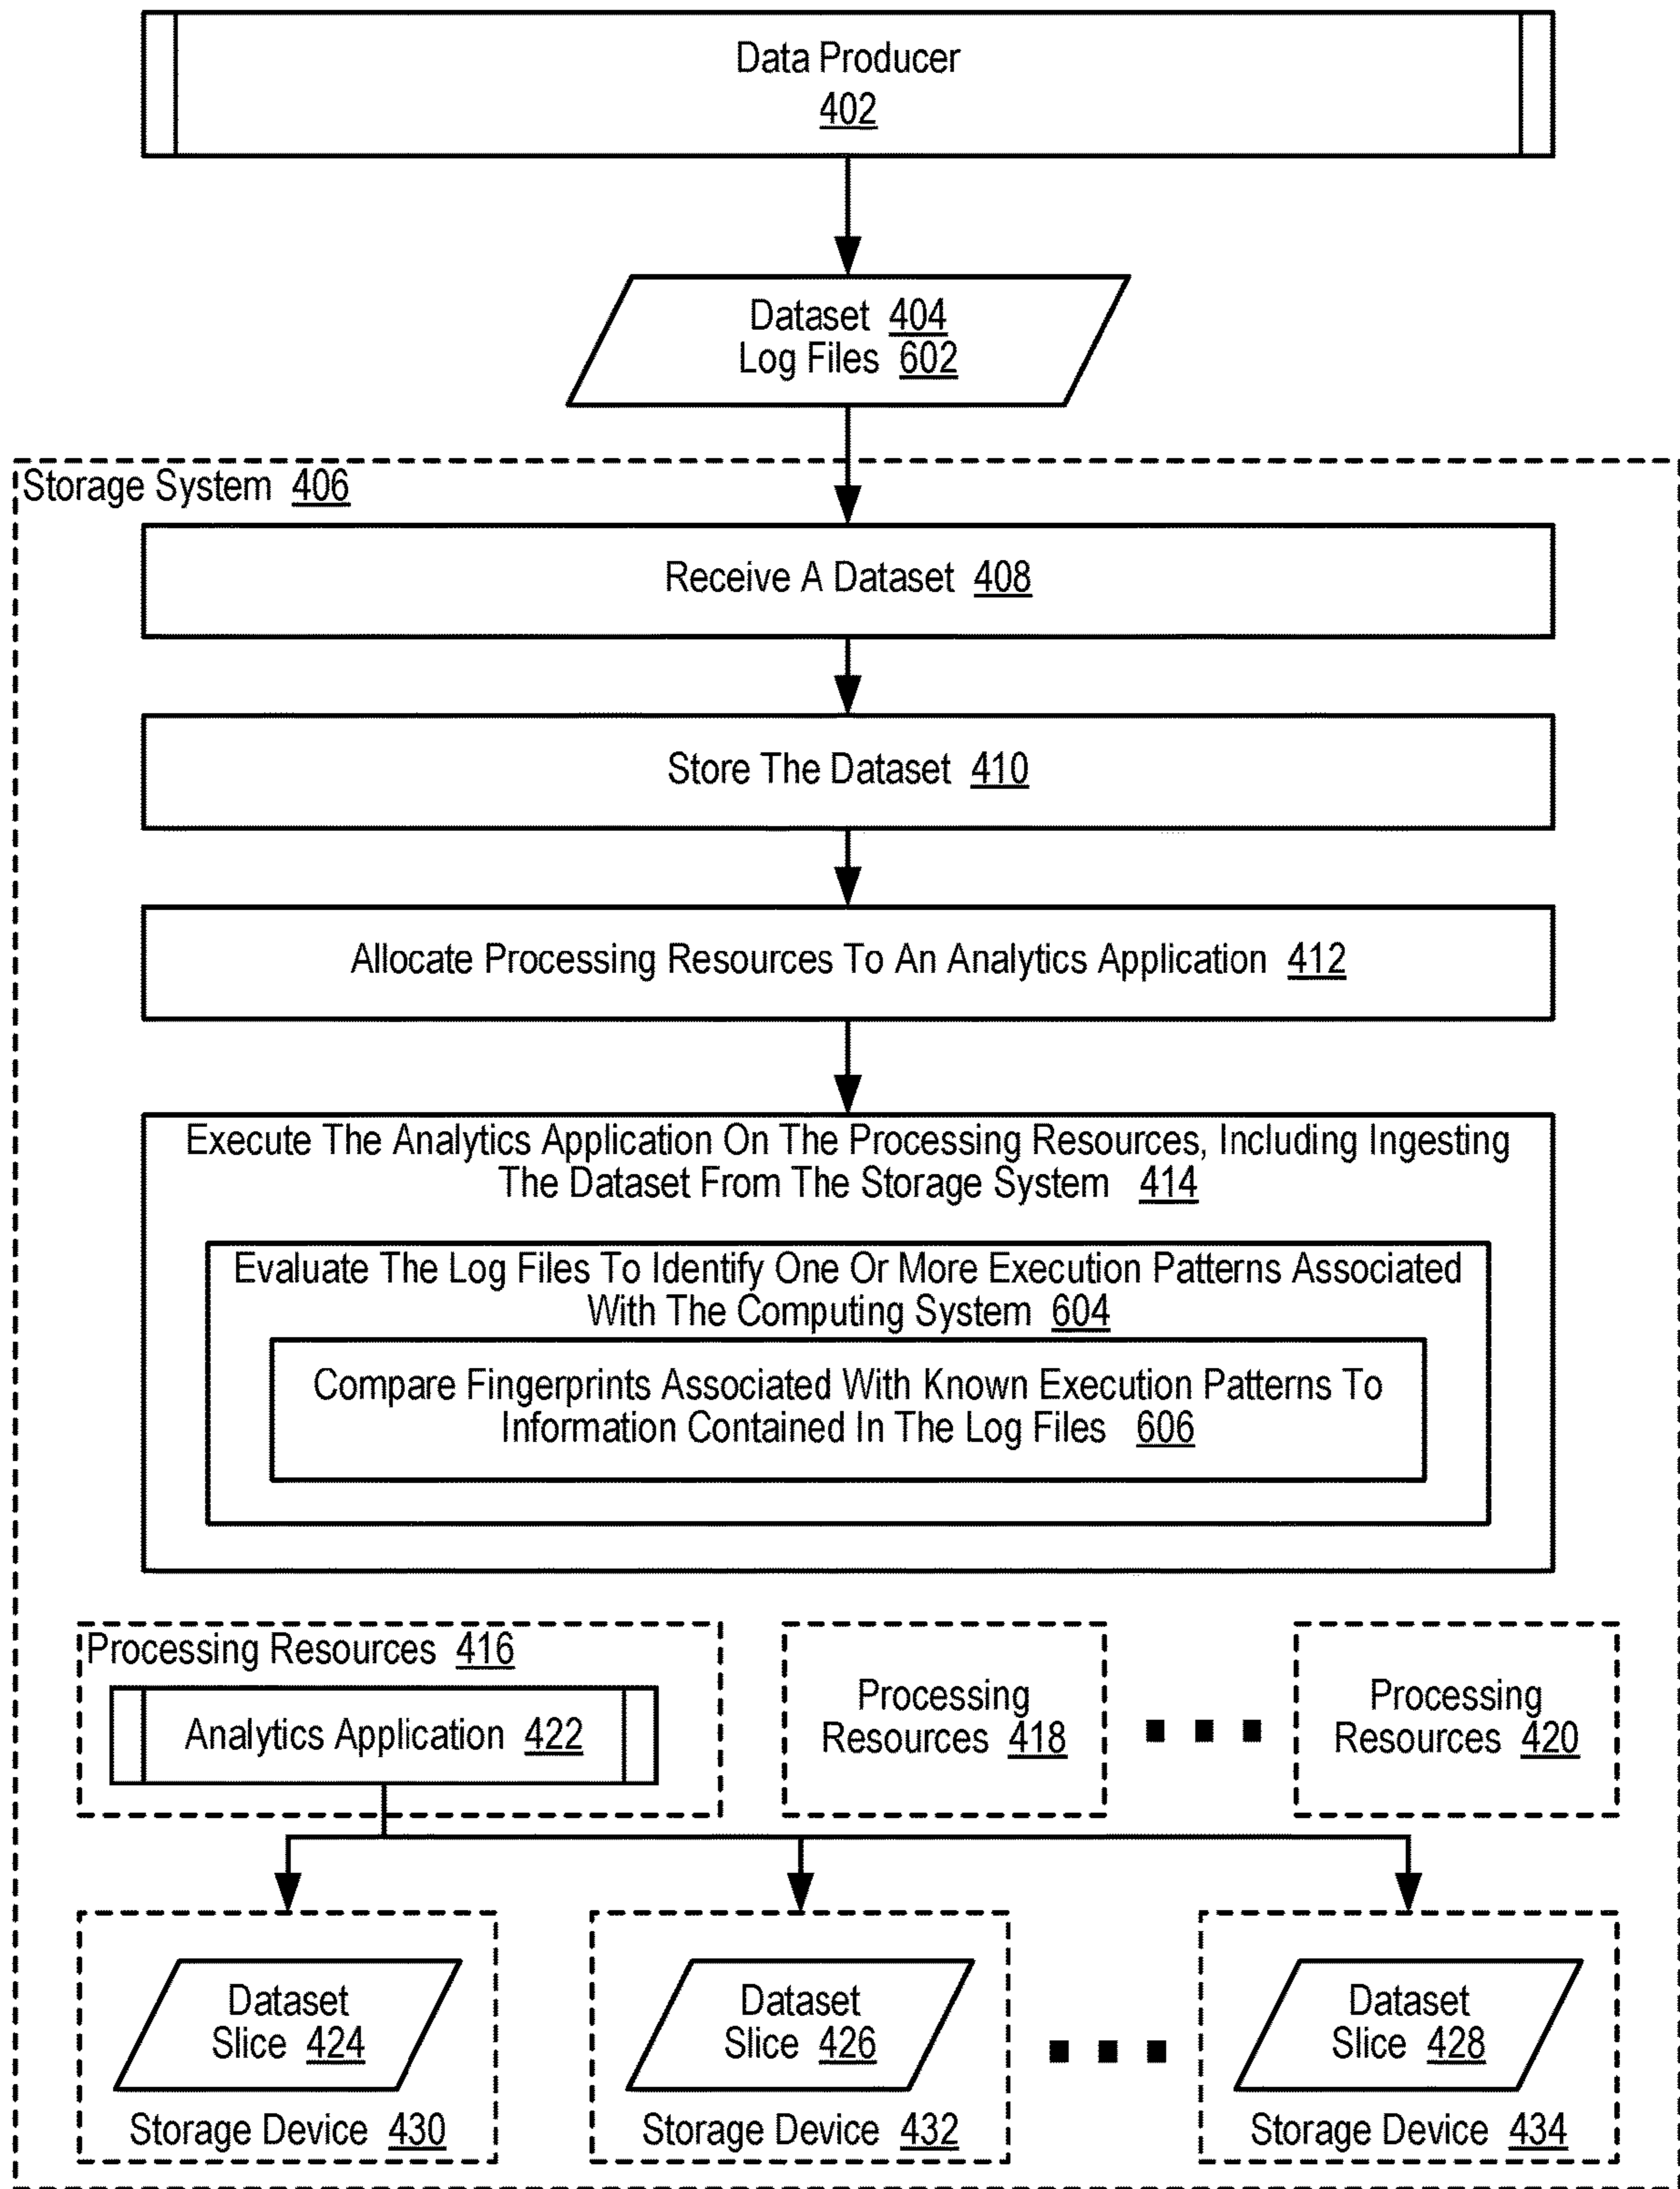 Data Producer
402
Dataset 404
Log Files 602
Storage System 406
Receive A Dataset 408
Store The Dataset 410
Allocate Processing Resources To An Analytics Application 412
Execute The Analytics Application On The Processing Resources, Including Ingesting
The Dataset From The Storage System 414
Evaluate The Log Files To Identify One Or More Execution Patterns Associated
With The Computing System 604
Compare Fingerprints Associated With Known Execution Patterns To
Information Contained In The Log Files 606
Processing Resources 416
Analytics Application 422
Processing
Resources 418
Processing
Resources 420
Dataset
Slice 424
Storage Device 430
Dataset
Slice 426
Storage Device 432
Dataset
Slice 428
Storage Device 434